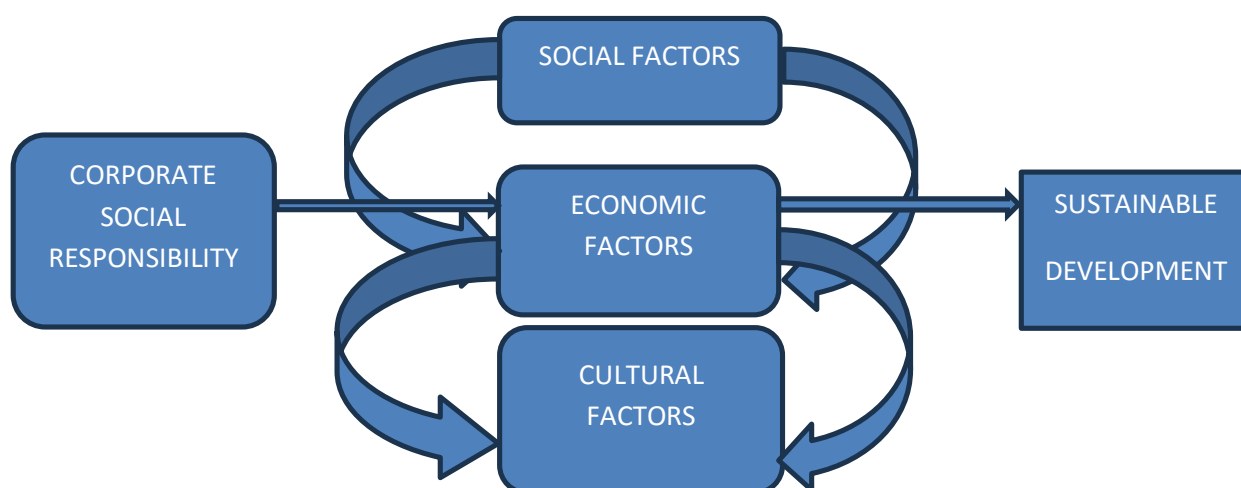 SOCIAL FACTORS
CORPORATE
SOCIAL
RESPONSIBILITY
ECONOMIC
FACTORS
SUSTAINABLE
DEVELOPMENT
CULTURAL
FACTORS